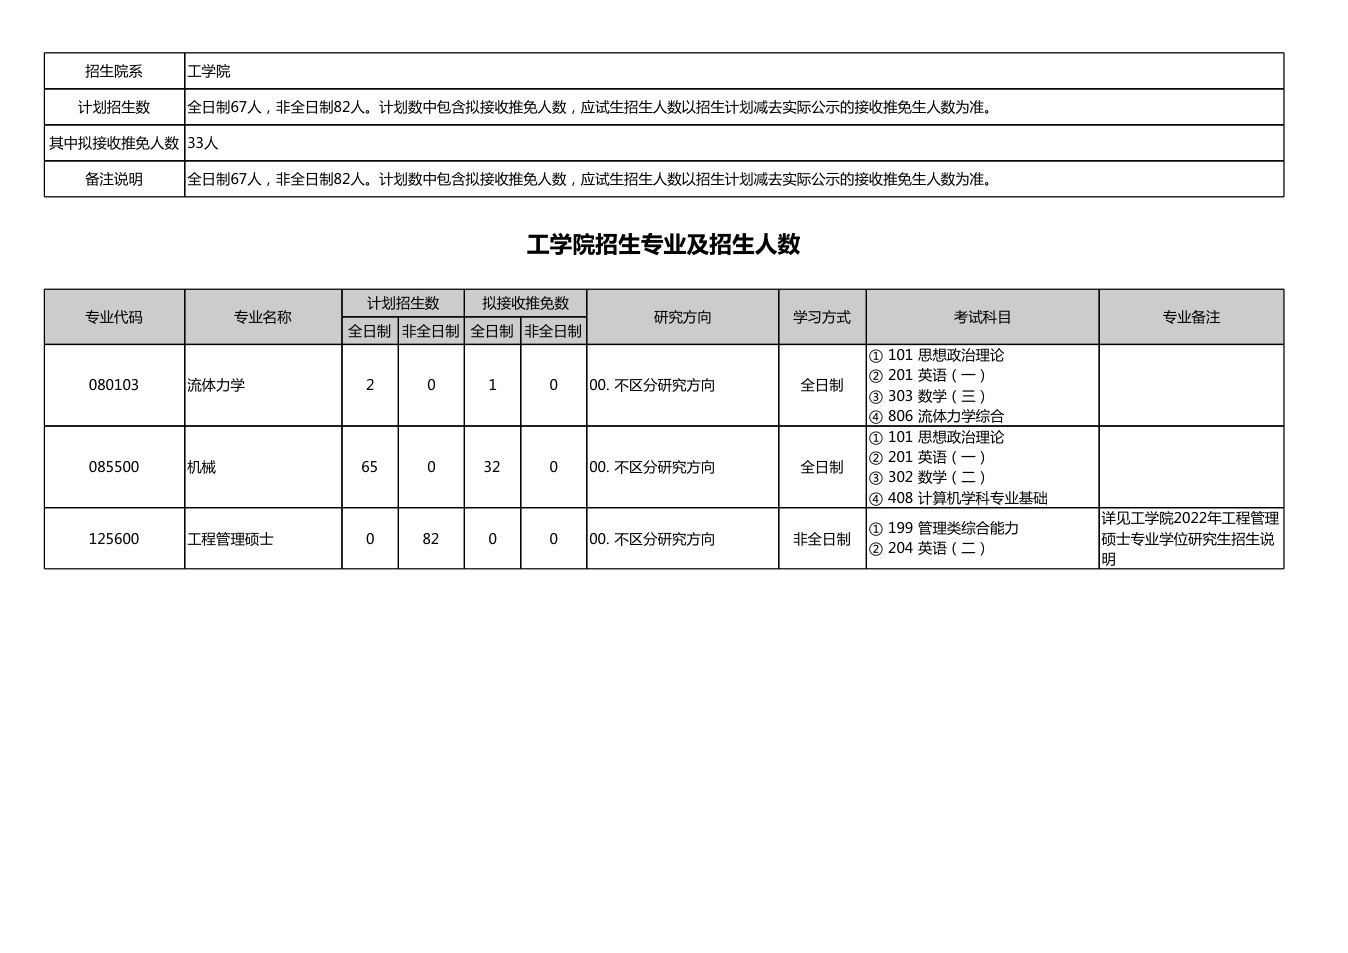 招生院系 工学院
计划招生数 全日制67人，非全日制82人。计划数中包含拟接收推免人数，应试生招生人数以招生计划减去实际公示的接收推免生人数为准。
其中拟接收推免人数 33人
备注说明 全日制67人，非全日制82人。计划数中包含拟接收推免人数，应试生招生人数以招生计划减去实际公示的接收推免生人数为准。
工学院招生专业及招生人数
专业代码 专业名称 计划招生数 拟接收推免数 研究方向 学习方式 考试科目 专业备注
全日制 非全日制 全日制 非全日制
080103 流体力学 2 0 1 0 00. 不区分研究方向 全日制
① 101 思想政治理论
② 201 英语（一）
③ 303 数学（三）
④ 806 流体力学综合
085500 机械 65 0 32 0 00. 不区分研究方向 全日制
① 101 思想政治理论
② 201 英语（一）
③ 302 数学（二）
④ 408 计算机学科专业基础
125600 工程管理硕士 0 82 0 0 00. 不区分研究方向 非全日制
① 199 管理类综合能力
② 204 英语（二）
详见工学院2022年工程管理
硕士专业学位研究生招生说
明